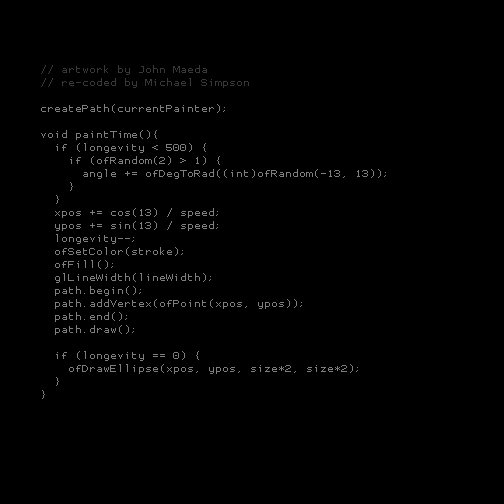 // artwork by John Maeda
// re-coded by Michael Simpson

createPath(currentPainter);

void paintTime(){
  if (longevity < 500) {
    if (ofRandom(2) > 1) {
      angle += ofDegToRad((int)ofRandom(-13, 13));
    }
  }
  xpos += cos(13) / speed;
  ypos += sin(13) / speed;
  longevity--;
  ofSetColor(stroke);
  ofFill();
  glLineWidth(lineWidth);
  path.begin();
  path.addVertex(ofPoint(xpos, ypos));
  path.end();
  path.draw();

  if (longevity == 0) {
    ofDrawEllipse(xpos, ypos, size*2, size*2);
  }
}